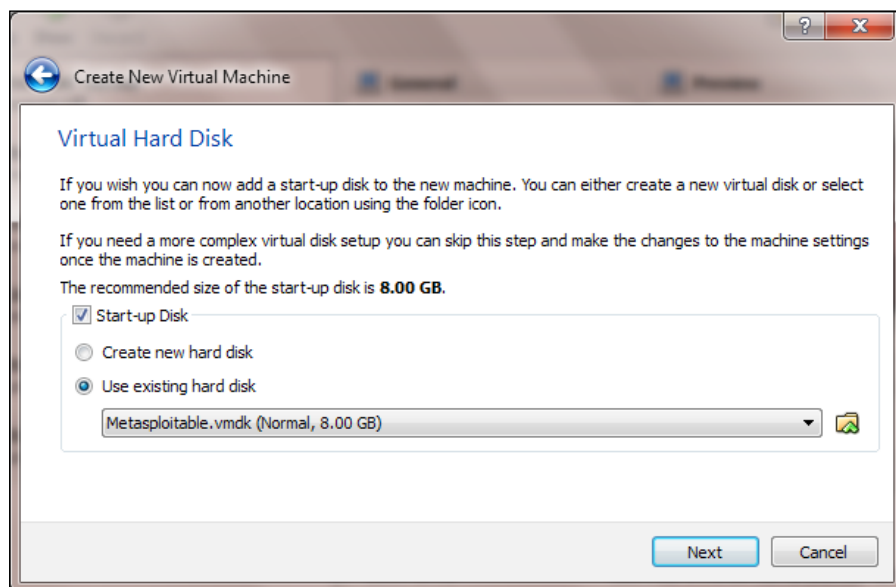 Create New Virtual Machine
General
Preview
Virtual Hard Disk
If you wish you can now add a start-up disk to the new machine. You can either create a new virtual disk or select
one from the list or from another location using the folder icon.
If you need a more complex virtual disk setup you can skip this step and make the changes to the machine settings
once the machine is created.
The recommended size of the start-up disk is 8.00 GB.
Start-up Disk
Create new hard disk
Use existing hard disk
Metasploitable.vmdk (Normal, 8.00 GB)
Next
Cancel